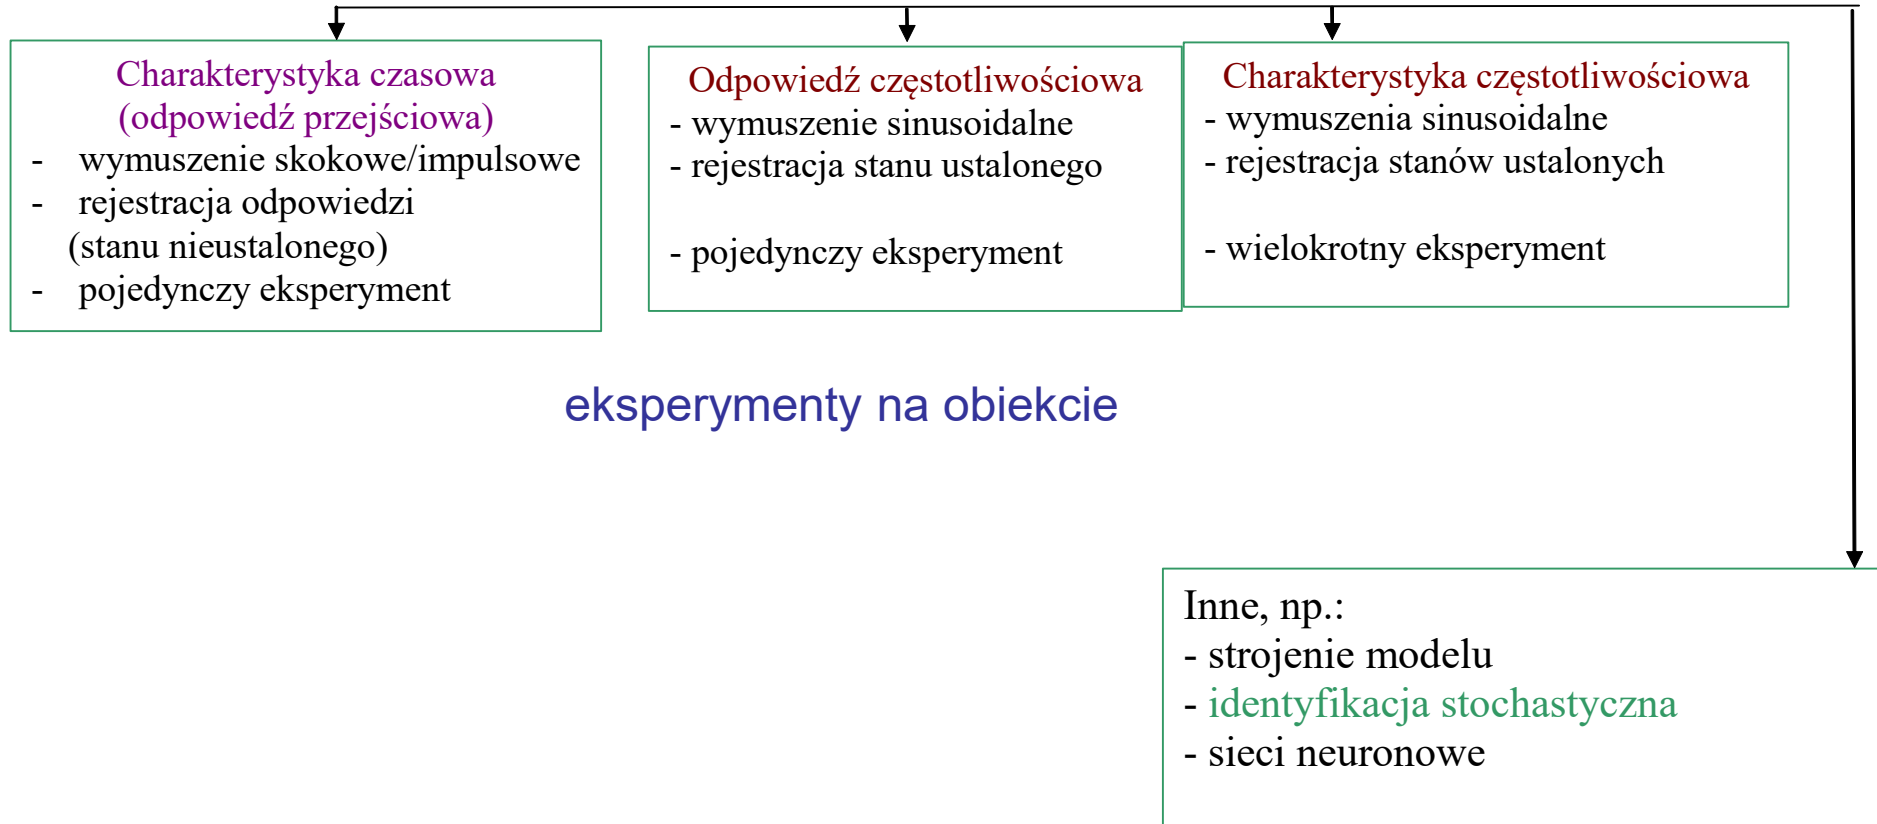 Charakterystyka czasowa
(odpowiedź przejściowa)
- wymuszenie skokowe/impulsowe
- rejestracja odpowiedzi
(stanu nieustalonego)
- pojedynczy eksperyment
Odpowiedź częstotliwościowa
- wymuszenie sinusoidalne
- rejestracja stanu ustalonego
- pojedynczy eksperyment
Charakterystyka częstotliwościowa
- wymuszenia sinusoidalne
- rejestracja stanów ustalonych
- wielokrotny eksperyment
eksperymenty na obiekcie
Inne, np.:
- strojenie modelu
- identyfikacja stochastyczna
- sieci neuronowe